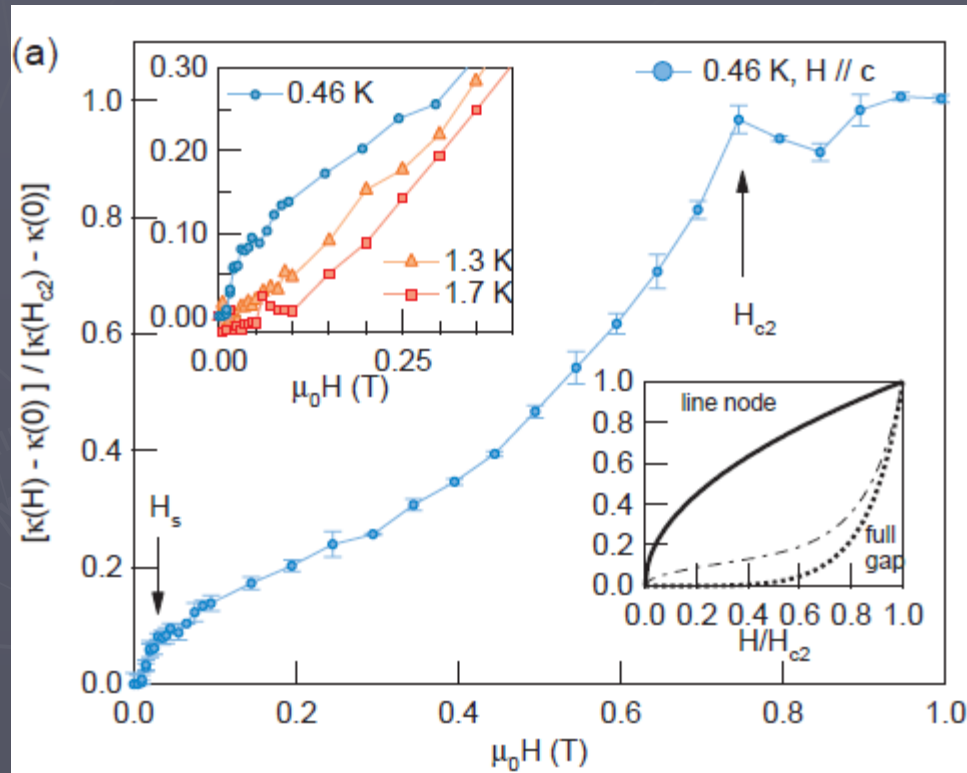 (a)
0.46 K, H // c
[κ(H) - κ(0)] / [κ(H_c2) - κ(0)]
1.0
0.8
0.6
0.4
0.2
0.0
0.30
0.20
0.10
0.00
0.46 K
1.3 K
1.7 K
0.00 0.25
μ₀H (T)
H_c2
H_s
1.0
0.8
0.6
0.4
0.2
0.0
line node
full
gap
0.0 0.2 0.4 0.6 0.8 1.0
H/H_c2
0.0 0.2 0.4 0.6 0.8 1.0
μ₀H (T)